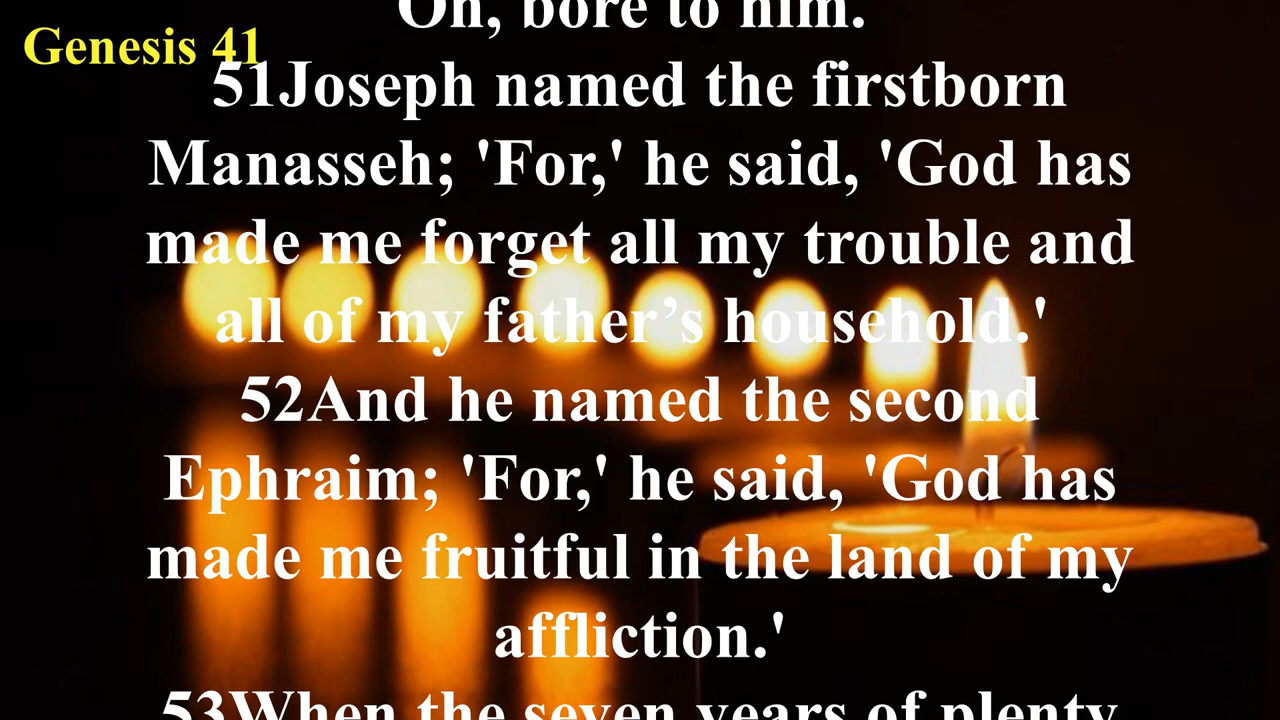 On, bore to him.
Genesis 41
51Joseph named the firstborn
Manasseh; 'For,' he said, 'God has
made me forget all my trouble and
all of my father’s household.'
52And he named the second
Ephraim; 'For,' he said, 'God has
made me fruitful in the land of my
affliction.'
53When the seven years of plenty